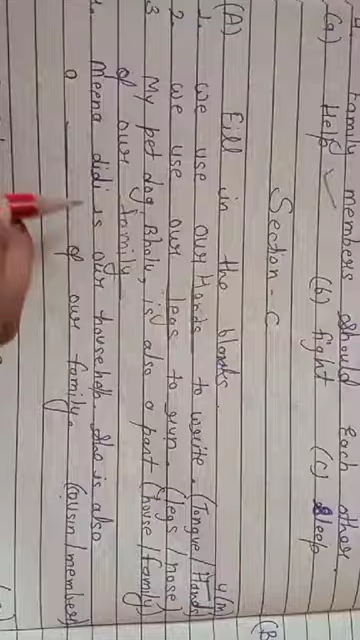 4. Family members should each other.
(a) Help ✓ (b) fight (c) Sleep
Section - C
(A) Fill in the blanks.
1. We use our Hands to write. (Tongue / Hands)
2. We use our legs to run. (legs / nose)
3 My pet dog, Bholu, is also a part
of our family (house / family)
Meena didi is our househelp. She is also
a of our family. (Cousin / member)